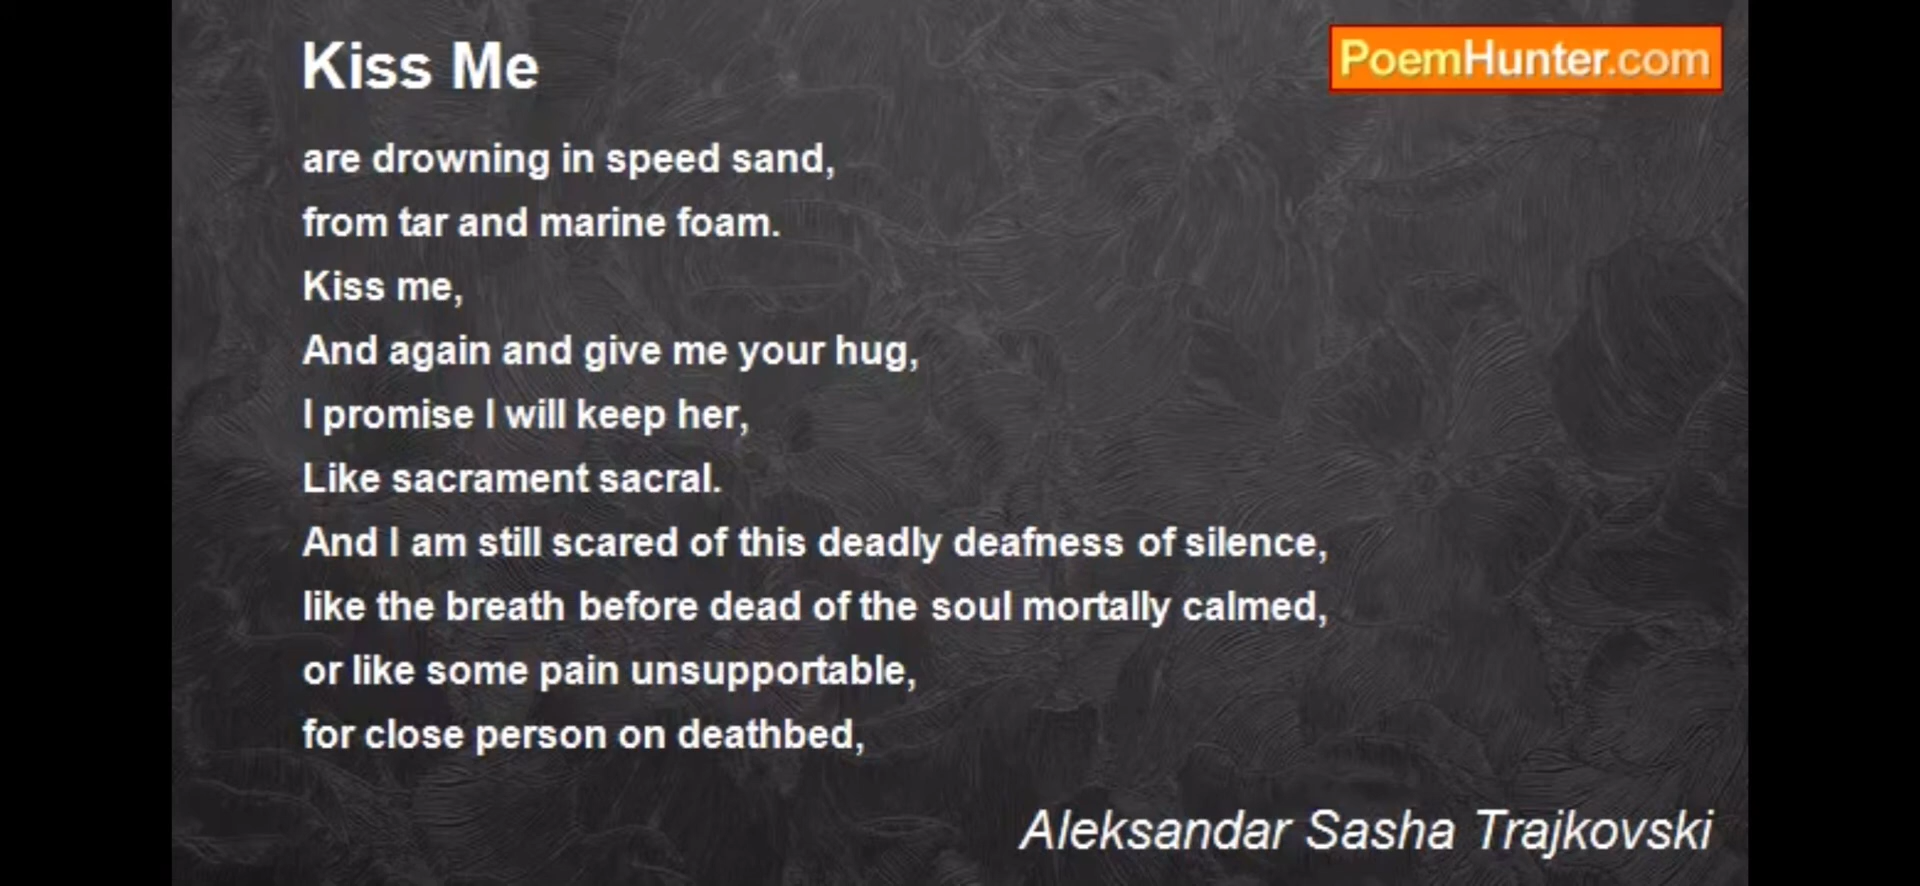 Kiss Me
PoemHunter.com
are drowning in speed sand,
from tar and marine foam.
Kiss me,
And again and give me your hug,
I promise I will keep her,
Like sacrament sacral.
And I am still scared of this deadly deafness of silence,
like the breath before dead of the soul mortally calmed,
or like some pain unsupportable,
for close person on deathbed,
Aleksandar Sasha Trajkovski